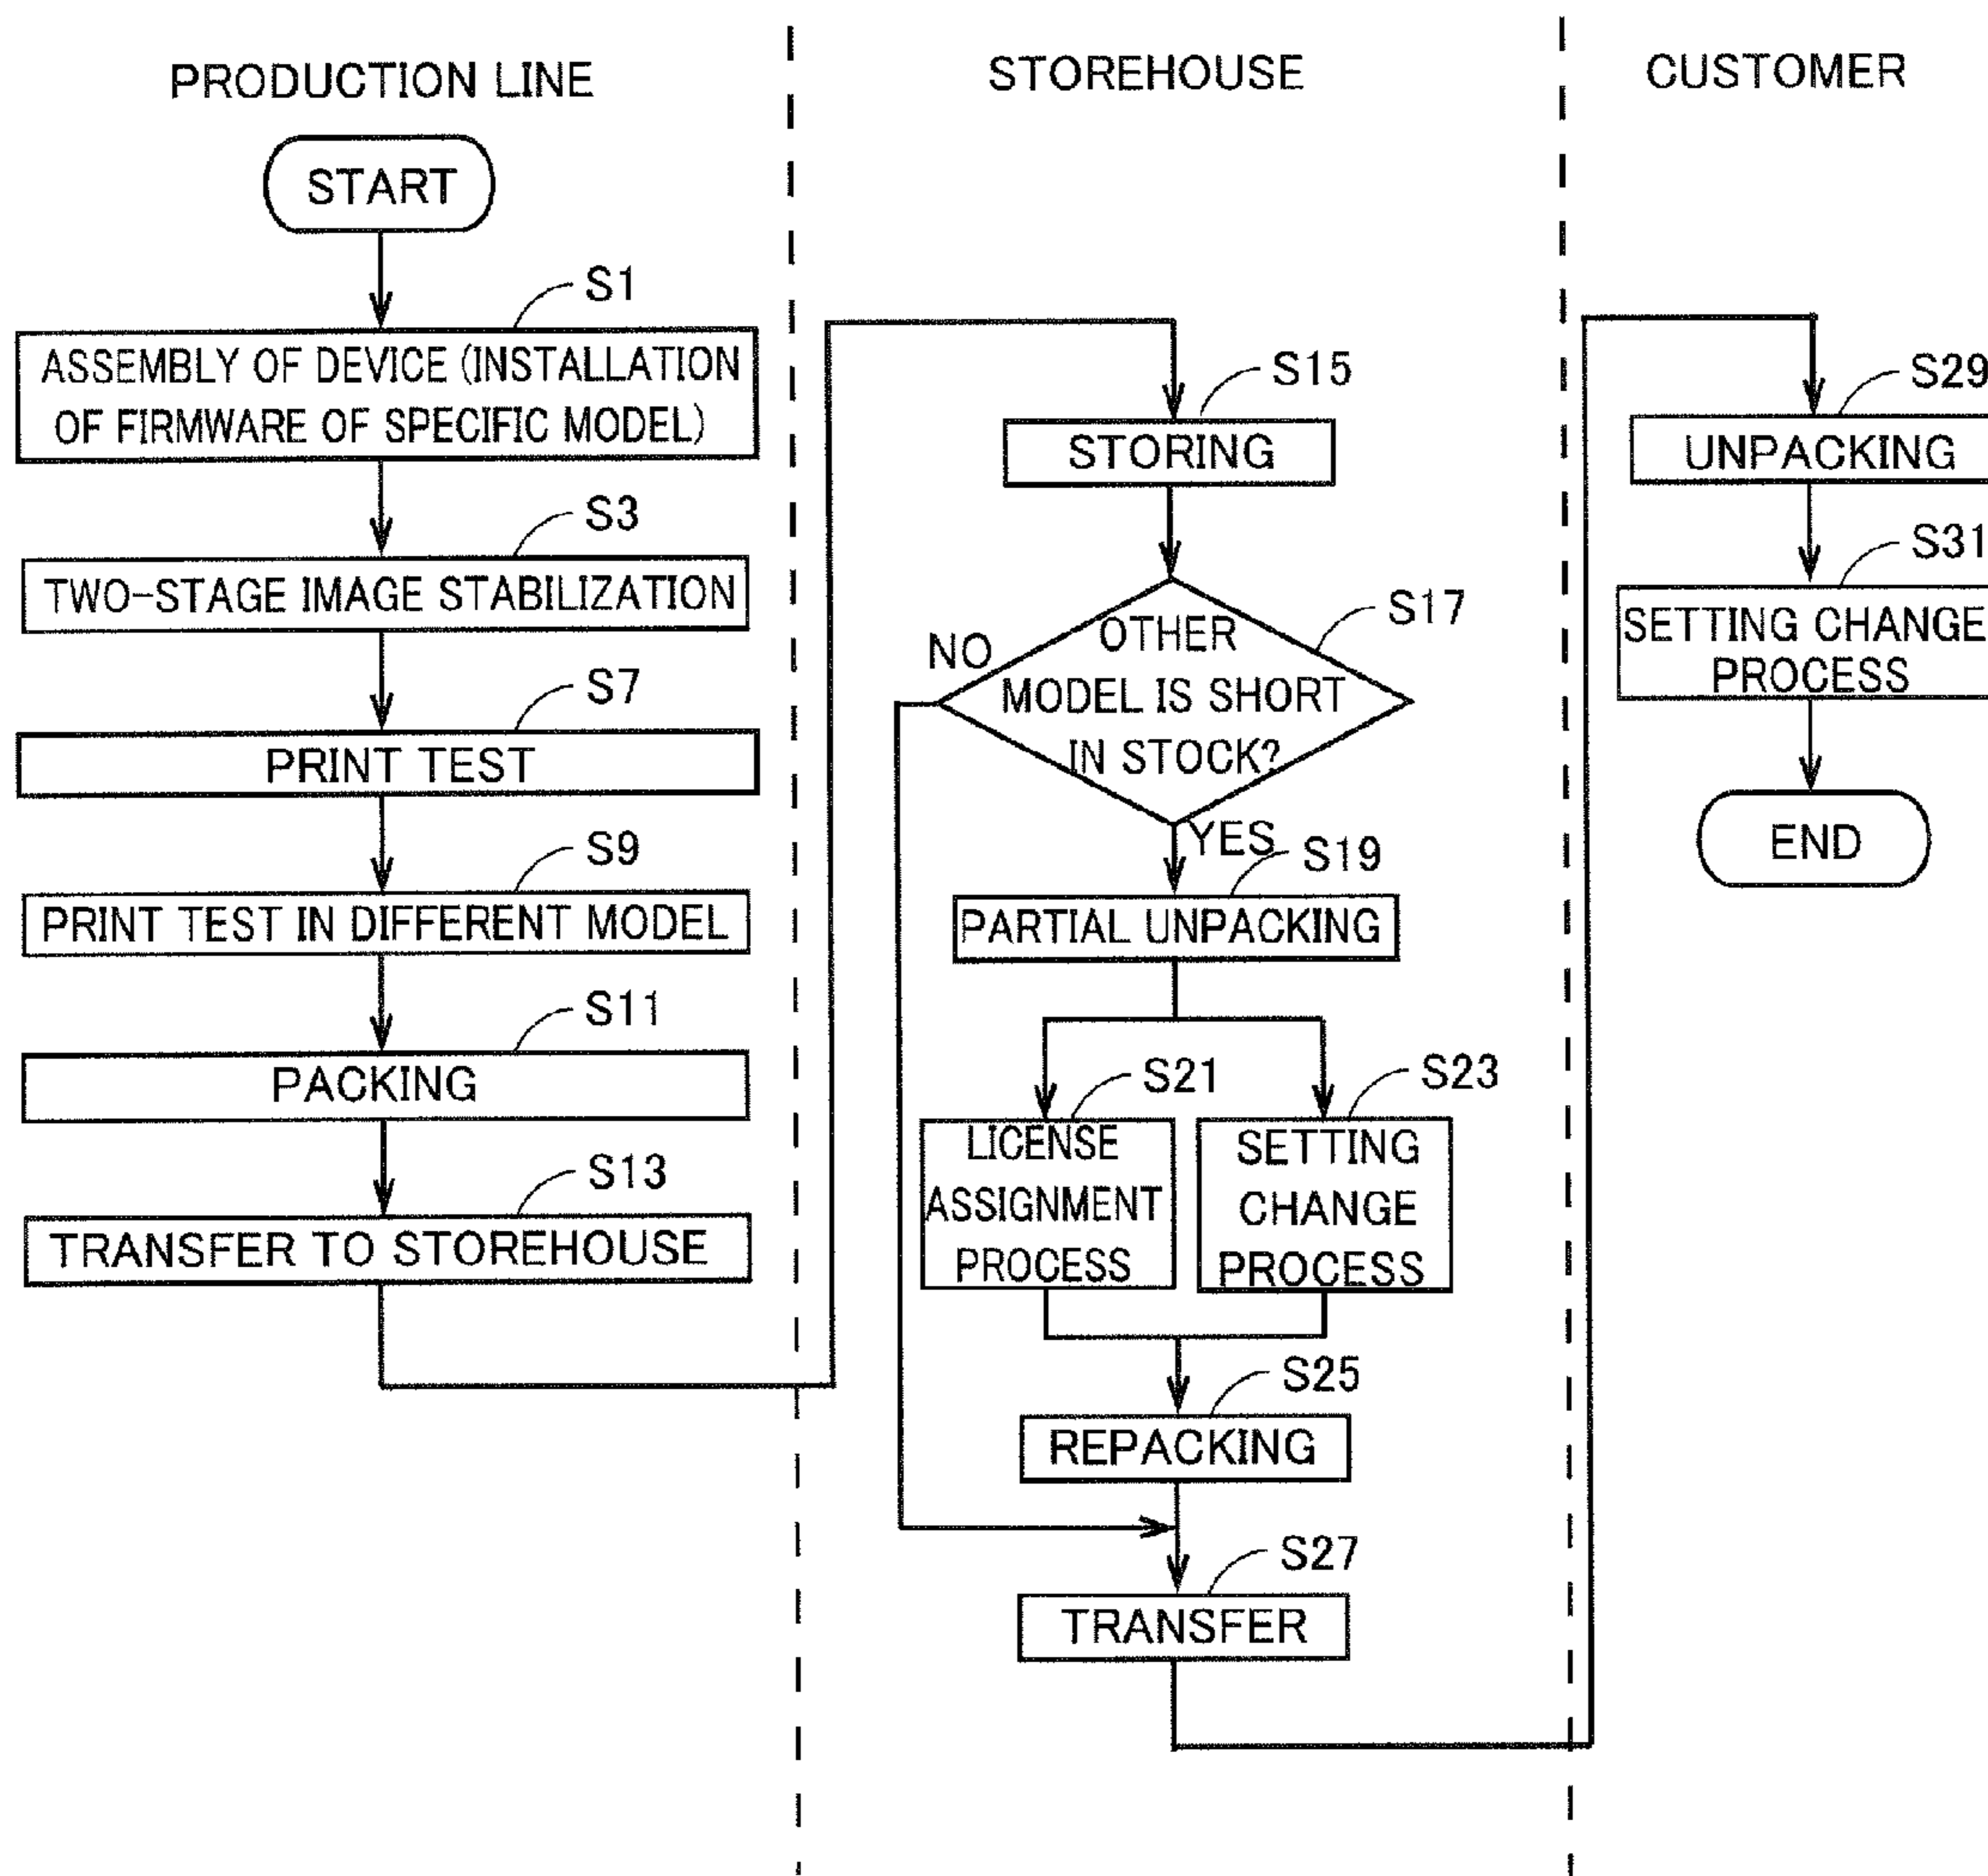 PRODUCTION LINE
START
S1
ASSEMBLY OF DEVICE (INSTALLATION
OF FIRMWARE OF SPECIFIC MODEL)
S3
TWO-STAGE IMAGE STABILIZATION
S7
PRINT TEST
S9
PRINT TEST IN DIFFERENT MODEL
S11
PACKING
S13
TRANSFER TO STOREHOUSE
STOREHOUSE
S15
STORING
S17
NO
OTHER
MODEL IS SHORT
IN STOCK?
YES
S19
PARTIAL UNPACKING
S21
LICENSE
ASSIGNMENT
PROCESS
S23
SETTING
CHANGE
PROCESS
S25
REPACKING
S27
TRANSFER
CUSTOMER
S29
UNPACKING
S31
SETTING CHANGE
PROCESS
END